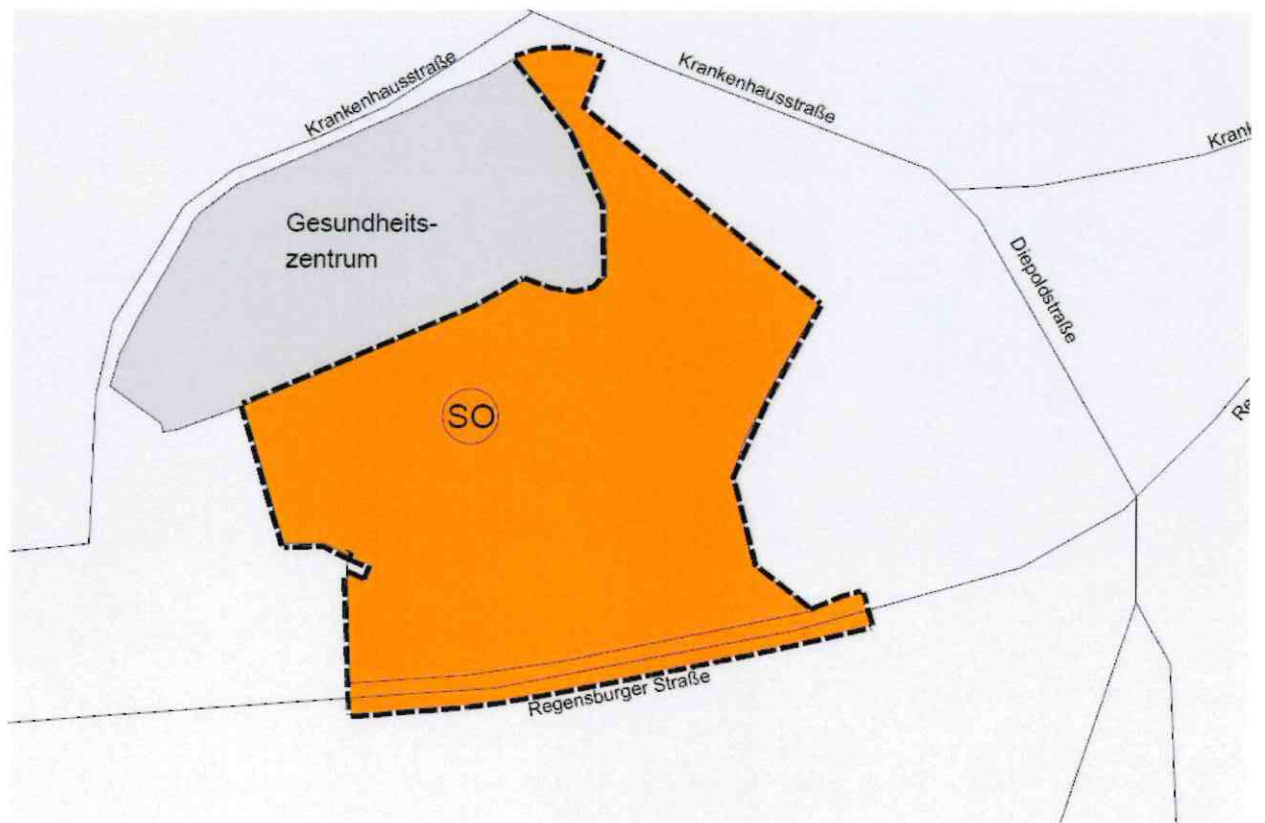 Krankenhausstraße
Krankenhausstraße
Krank
Gesundheits-
zentrum
Diepoldstraße
Re
SO
Regensburger Straße